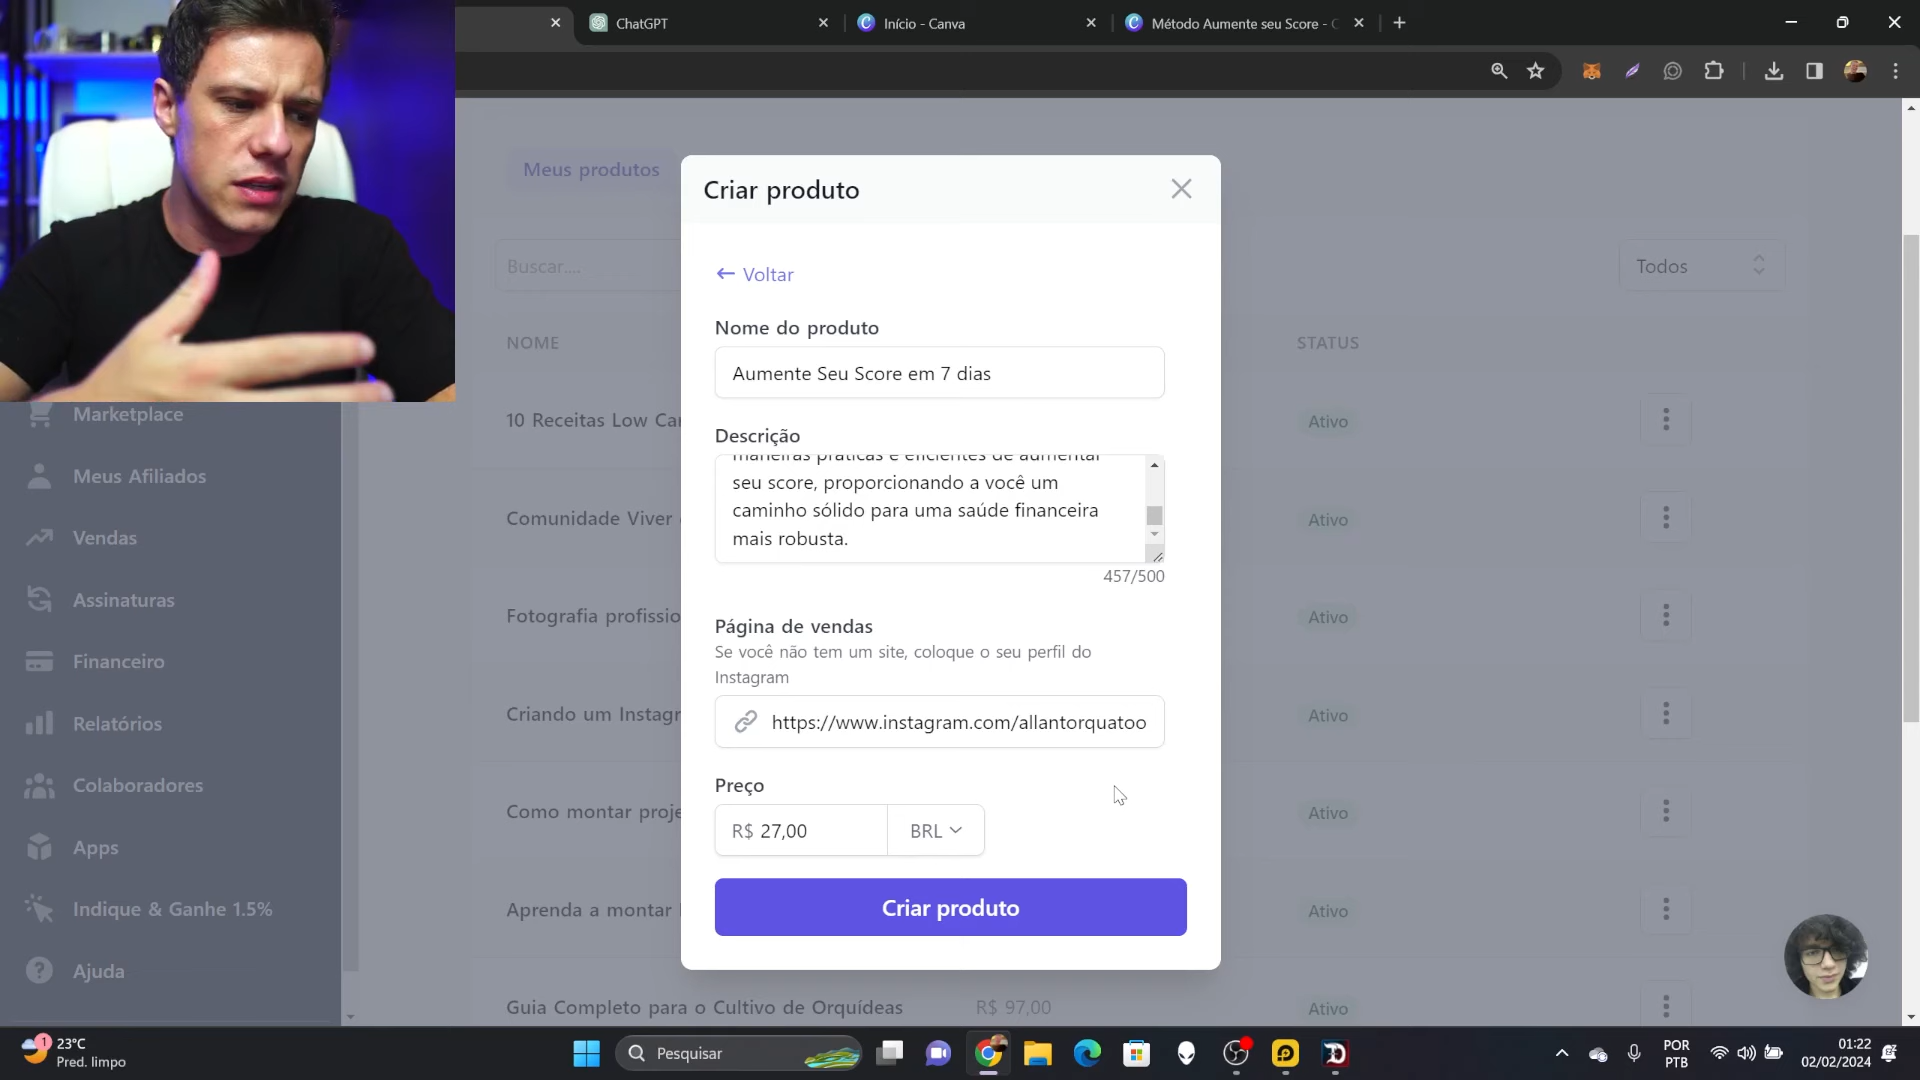 ChatGPT
Início - Canva
Método Aumente seu Score -
Meus produtos
Criar produto
Buscar....
Todos
← Voltar
Nome do produto
NOME
STATUS
Aumente Seu Score em 7 dias
Marketplace
10 Receitas Low
Ativo
Descrição
maneiras práticas e eficientes de aumentar
seu score, proporcionando a você um
caminho sólido para uma saúde financeira
mais robusta.
457/500
Meus Afiliados
Comunidade Viver
Ativo
Vendas
Assinaturas
Ativo
Página de vendas
Se você não tem um site, coloque o seu perfil do
Instagram
https://www.instagram.com/allantorquatoo
Financeiro
Criando um
Ativo
Relatórios
Preço
R$ 27,00
BRL
Colaboradores
Como montar
Ativo
Apps
Criar produto
Indique & Ganhe 1.5%
Aprenda a montar
Ativo
Ajuda
Guia Completo para o Cultivo de Orquídeas
R$ 97,00
Ativo
1
23°C
Pred. limpo
Pesquisar
POR
PTB
01:22
02/02/2024